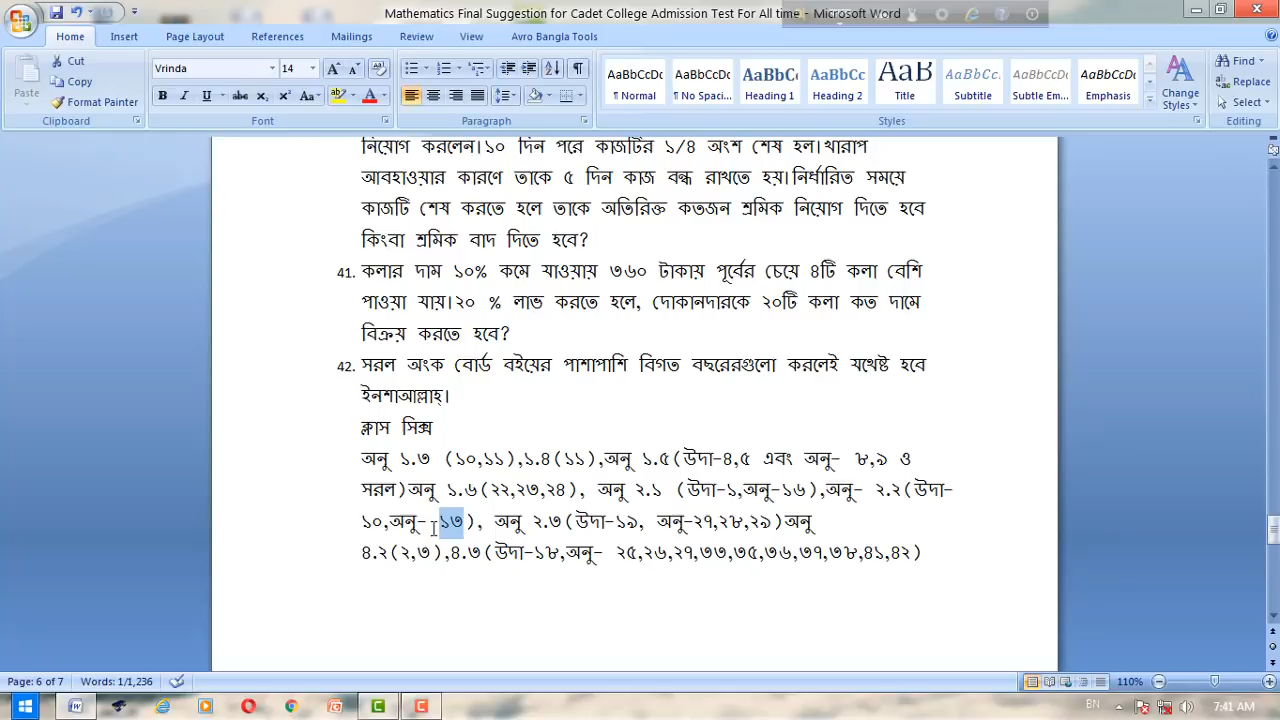 Mathematics Final Suggestion for Cadet College Admission Test For All time - Microsoft Word
Home Insert Page Layout References Mailings Review View Avro Bangla Tools
Paste
Cut
Copy
Format Painter
Clipboard
Vrinda 14
Font
Paragraph
AaBbCcDc AaBbCcDc AaBbCc AaBbCc AaB AaBbCcL AaBbCcDc AaBbCcDc
¶ Normal ¶ No Spaci... Heading 1 Heading 2 Title Subtitle Subtle Em... Emphasis
Change Styles
Styles
Find
Replace
Select
Editing
নিয়োগ করলেন।১০ দিন পরে কাজটির ১/৪ অংশ শেষ হল।খারাপ
আবহাওয়ার কারণে তাকে ৫ দিন কাজ বন্ধ রাখতে হয়।নির্ধারিত সময়ে
কাজটি শেষ করতে হলে তাকে অতিরিক্ত কতজন শ্রমিক নিয়োগ দিতে হবে
কিংবা শ্রমিক বাদ দিতে হবে?
41. কলার দাম ১০% কমে যাওয়ায় ৩৬০ টাকায় পূর্বের চেয়ে ৪টি কলা বেশি
পাওয়া যায়।২০ % লাভ করতে হলে, দোকানদারকে ২০টি কলা কত দামে
বিক্রয় করতে হবে?
42. সরল অংক বোর্ড বইয়ের পাশাপাশি বিগত বছরেরগুলো করলেই যথেষ্ট হবে
ইনশাআল্লাহ্।
ক্লাস সিক্স
অনু ১.৩ (১০,১১),১.৪(১১),অনু ১.৫(উদা-৪,৫ এবং অনু- ৮,৯ ও
সরল)অনু ১.৬(২২,২৩,২৪), অনু ২.১ (উদা-১,অনু-১৬),অনু- ২.২(উদা-
১০,অনু- ১৩), অনু ২.৩(উদা-১৯, অনু-২৭,২৮,২৯)অনু
৪.২(২,৩),৪.৩(উদা-১৮,অনু- ২৫,২৬,২৭,৩৩,৩৫,৩৬,৩৭,৩৮,৪১,৪২)
Page: 6 of 7 Words: 1/1,236 110%
BN 7:41 AM